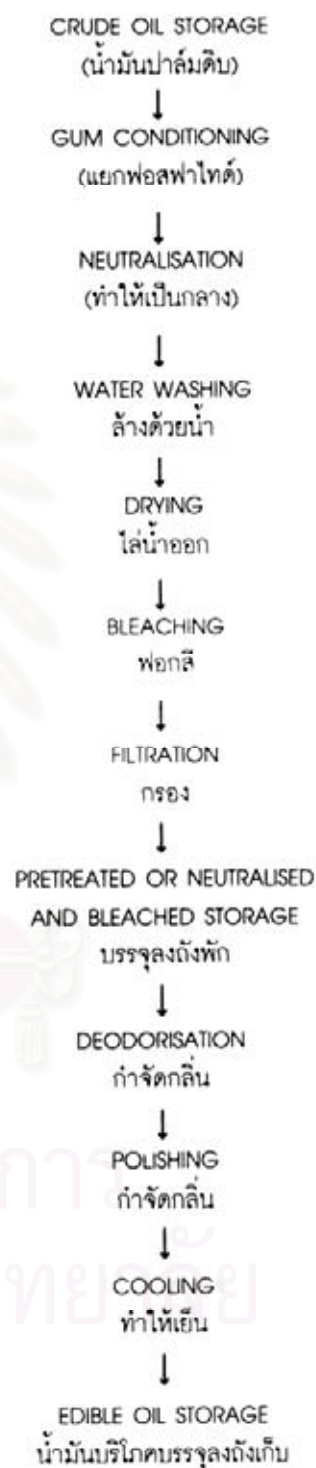 CRUDE OIL STORAGE
(น้ำมันปาล์มดิบ)
GUM CONDITIONING
(แยกฟอสฟาไทด์)
NEUTRALISATION
(ทำให้เป็นกลาง)
WATER WASHING
ล้างด้วยน้ำ
DRYING
ไล่น้ำออก
BLEACHING
ฟอกสี
FILTRATION
กรอง
PRETREATED OR NEUTRALISED
AND BLEACHED STORAGE
บรรจุลงถังพัก
DEODORISATION
กำจัดกลิ่น
POLISHING
กำจัดกลิ่น
COOLING
ทำให้เย็น
EDIBLE OIL STORAGE
น้ำมันบริโภคบรรจุลงถังเก็บ